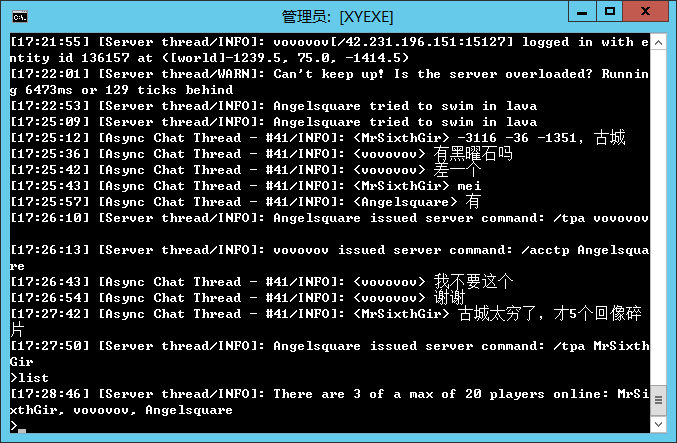 管理员: [XYEXE]
[17:21:55] [Server thread/INFO]: vovovov[/42.231.196.151:15127] logged in with e
ntity id 136157 at ([world]-1239.5, 75.0, -1414.5)
[17:22:01] [Server thread/WARN]: Can't keep up! Is the server overloaded? Runnin
g 6473ms or 129 ticks behind
[17:22:53] [Server thread/INFO]: Angelsquare tried to swim in lava
[17:25:09] [Server thread/INFO]: Angelsquare tried to swim in lava
[17:25:12] [Async Chat Thread - #41/INFO]: <MrSixthGir> -3116 -36 -1351, 古城
[17:25:36] [Async Chat Thread - #41/INFO]: <vovovov> 有黑曜石吗
[17:25:42] [Async Chat Thread - #41/INFO]: <vovovov> 差一个
[17:25:43] [Async Chat Thread - #41/INFO]: <MrSixthGir> mei
[17:25:57] [Async Chat Thread - #41/INFO]: <Angelsquare> 有
[17:26:10] [Server thread/INFO]: Angelsquare issued server command: /tpa vovovov
[17:26:13] [Server thread/INFO]: vovovov issued server command: /acctp Angelsqua
re
[17:26:43] [Async Chat Thread - #41/INFO]: <vovovov> 我不要这个
[17:26:54] [Async Chat Thread - #41/INFO]: <vovovov> 谢谢
[17:27:42] [Async Chat Thread - #41/INFO]: <MrSixthGir> 古城太穷了，才5个回像碎
片
[17:27:50] [Server thread/INFO]: Angelsquare issued server command: /tpa MrSixth
Gir
>list
[17:28:46] [Server thread/INFO]: There are 3 of a max of 20 players online: MrSi
xthGir, vovovov, Angelsquare
>_